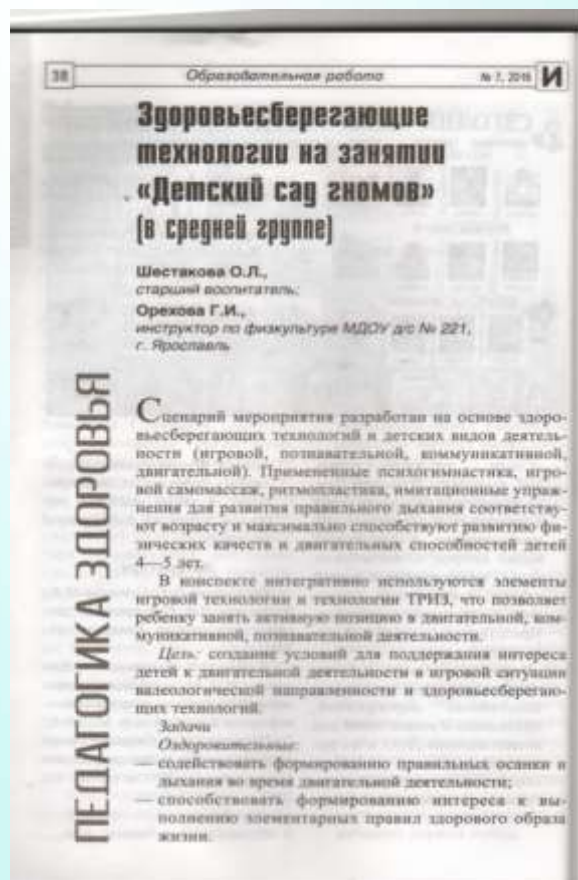 38 Образовательная работа № 7, 2016 И
Здоровьесберегающие
технологии на занятии
«Детский сад гномов»
(в средней группе)
Шестакова О.Л.,
старший воспитатель;
Орехова Г.И.,
инструктор по физкультуре МДОУ д/с № 221,
г. Ярославль
ПЕДАГОГИКА ЗДОРОВЬЯ
Сценарий мероприятия разработан на основе здоро-
вьесберегающих технологий и детских видов деятель-
ности (игровой, познавательной, коммуникативной,
двигательной). Примененные психогимнастика, игро-
вой самомассаж, ритмопластика, имитационные упраж-
нения для развития правильного дыхания соответству-
ют возрасту и максимально способствуют развитию фи-
зических качеств и двигательных способностей детей
4—5 лет.
В конспекте интегративно используются элементы
игровой технологии и технологии ТРИЗ, что позволяет
ребенку занять активную позицию в двигательной, ком-
муникативной, познавательной деятельности.
Цель: создание условий для поддержания интереса
детей к двигательной деятельности в игровой ситуации
валеологической направленности и здоровьесберегаю-
щих технологий.
Задачи
Оздоровительные:
— содействовать формированию правильных осанки и
дыхания во время двигательной деятельности;
— способствовать формированию интереса к вы-
полнению элементарных правил здорового образа
жизни.